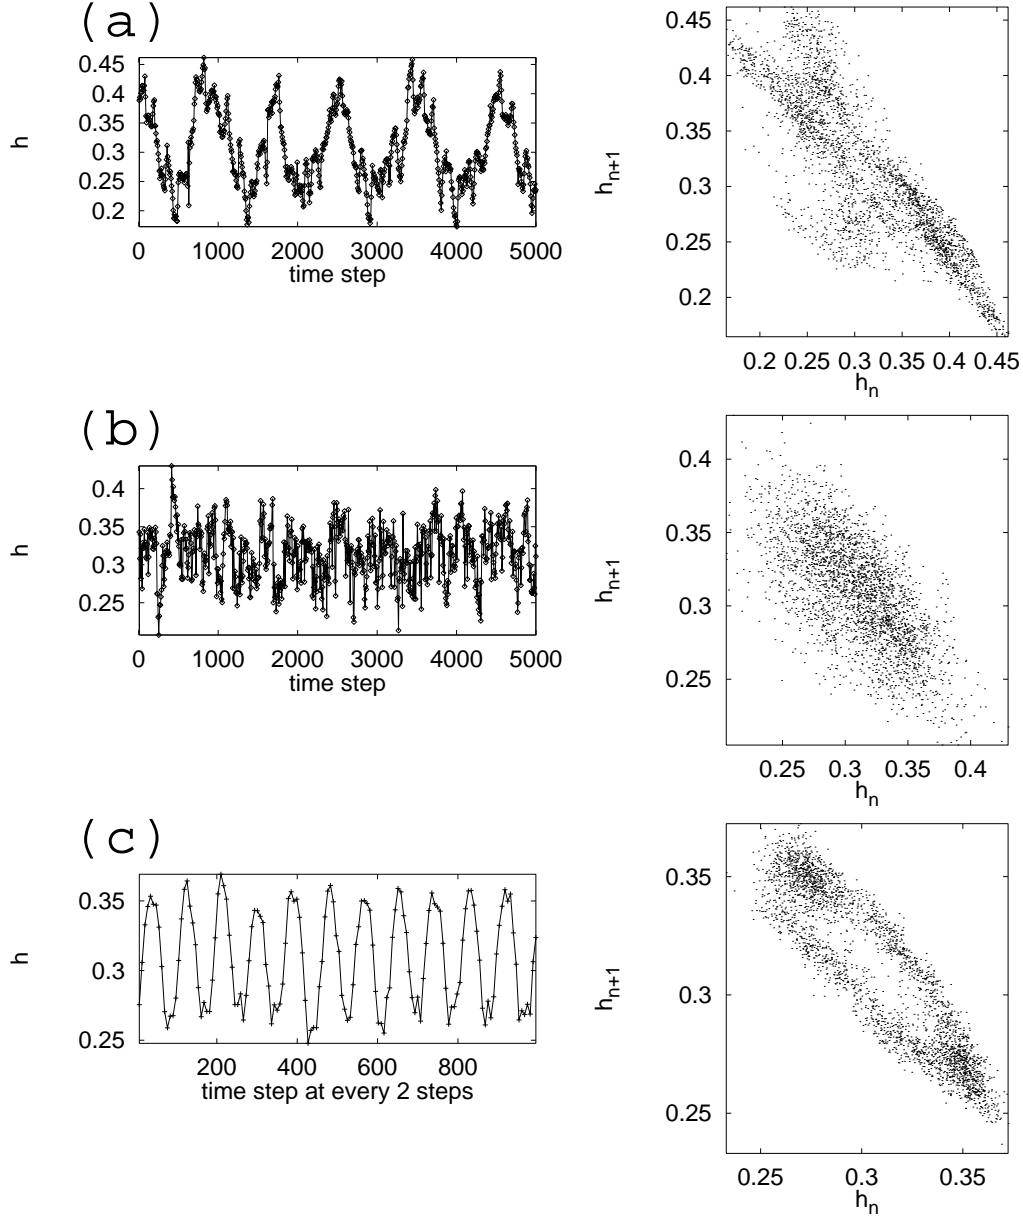 (a)
0.45
0.4
0.35
0.3
0.25
0.2
h
0 1000 2000 3000 4000 5000
time step
0.45
0.4
0.35
0.3
0.25
0.2
h_{n+1}
0.2 0.25 0.3 0.35 0.4 0.45
h_n
(b)
0.4
0.35
0.3
0.25
h
0 1000 2000 3000 4000 5000
time step
0.4
0.35
0.3
0.25
h_{n+1}
0.25 0.3 0.35 0.4
h_n
(c)
0.35
0.3
0.25
h
200 400 600 800
time step at every 2 steps
0.35
0.3
0.25
h_{n+1}
0.25 0.3 0.35
h_n